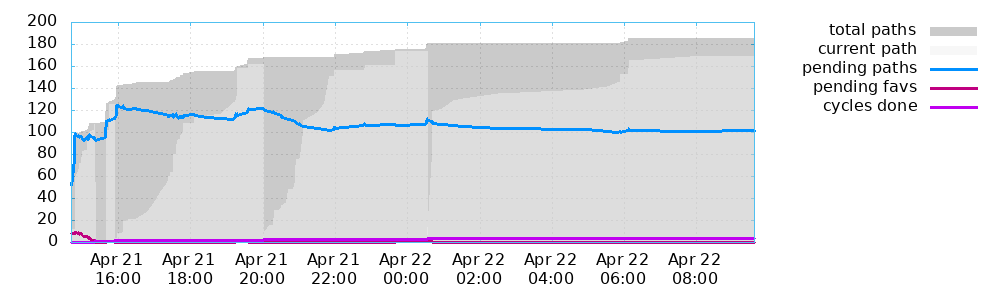 200
180
160
140
120
100
80
60
40
20
0
Apr 21 Apr 21 Apr 21 Apr 21 Apr 22 Apr 22 Apr 22 Apr 22 Apr 22
16:00 18:00 20:00 22:00 00:00 02:00 04:00 06:00 08:00
total paths
current path
pending paths
pending favs
cycles done